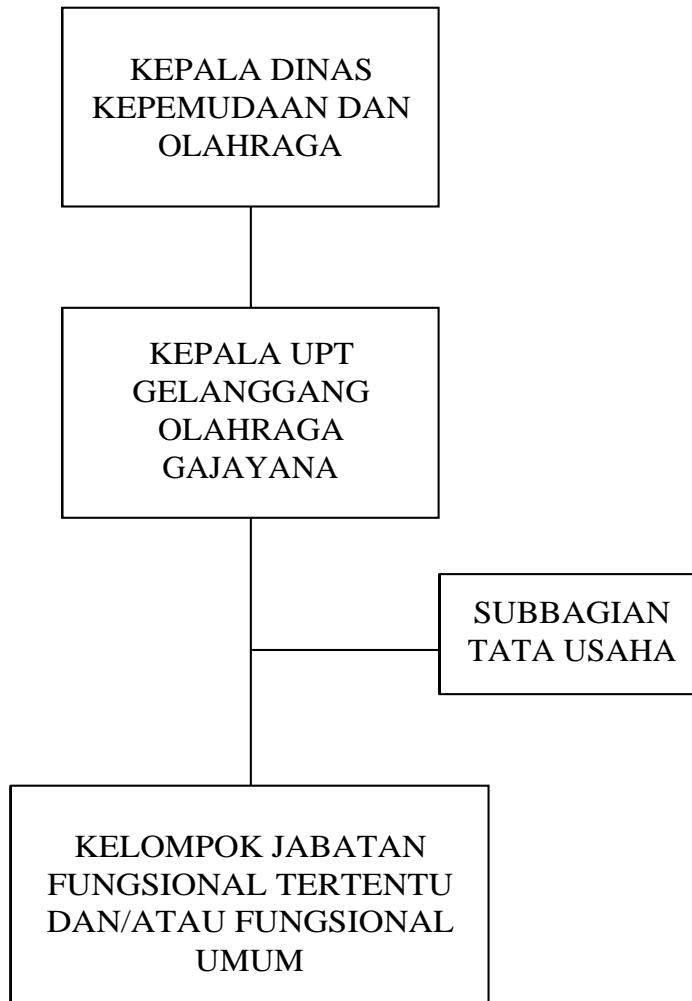 KEPALA DINAS
KEPEMUDAAN DAN
OLAHRAGA
KEPALA UPT
GELANGGANG
OLAHRAGA
GAJAYANA
SUBBAGIAN
TATA USAHA
KELOMPOK JABATAN
FUNGSIONAL TERTENTU
DAN/ATAU FUNGSIONAL
UMUM